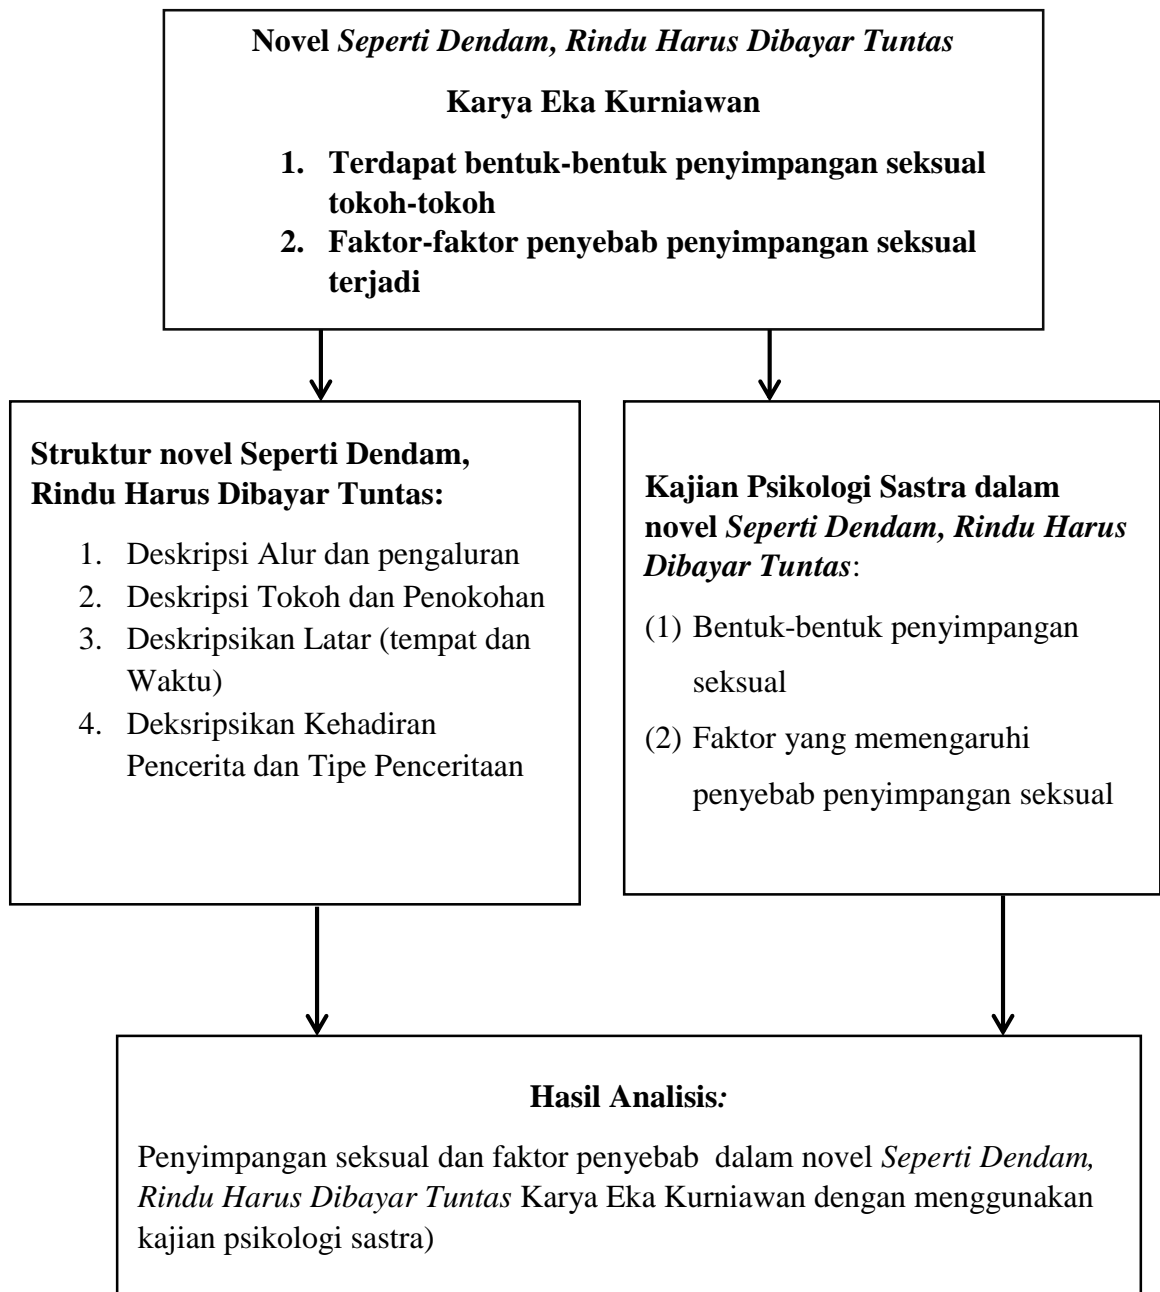 Novel Seperti Dendam, Rindu Harus Dibayar Tuntas
Karya Eka Kurniawan
1. Terdapat bentuk-bentuk penyimpangan seksual
tokoh-tokoh
2. Faktor-faktor penyebab penyimpangan seksual
terjadi
Struktur novel Seperti Dendam,
Rindu Harus Dibayar Tuntas:
1. Deskripsi Alur dan pengaluran
2. Deskripsi Tokoh dan Penokohan
3. Deskripsikan Latar (tempat dan
Waktu)
4. Deksripsikan Kehadiran
Pencerita dan Tipe Penceritaan
Kajian Psikologi Sastra dalam
novel Seperti Dendam, Rindu Harus
Dibayar Tuntas:
(1) Bentuk-bentuk penyimpangan
seksual
(2) Faktor yang memengaruhi
penyebab penyimpangan seksual
Hasil Analisis:
Penyimpangan seksual dan faktor penyebab dalam novel Seperti Dendam,
Rindu Harus Dibayar Tuntas Karya Eka Kurniawan dengan menggunakan
kajian psikologi sastra)